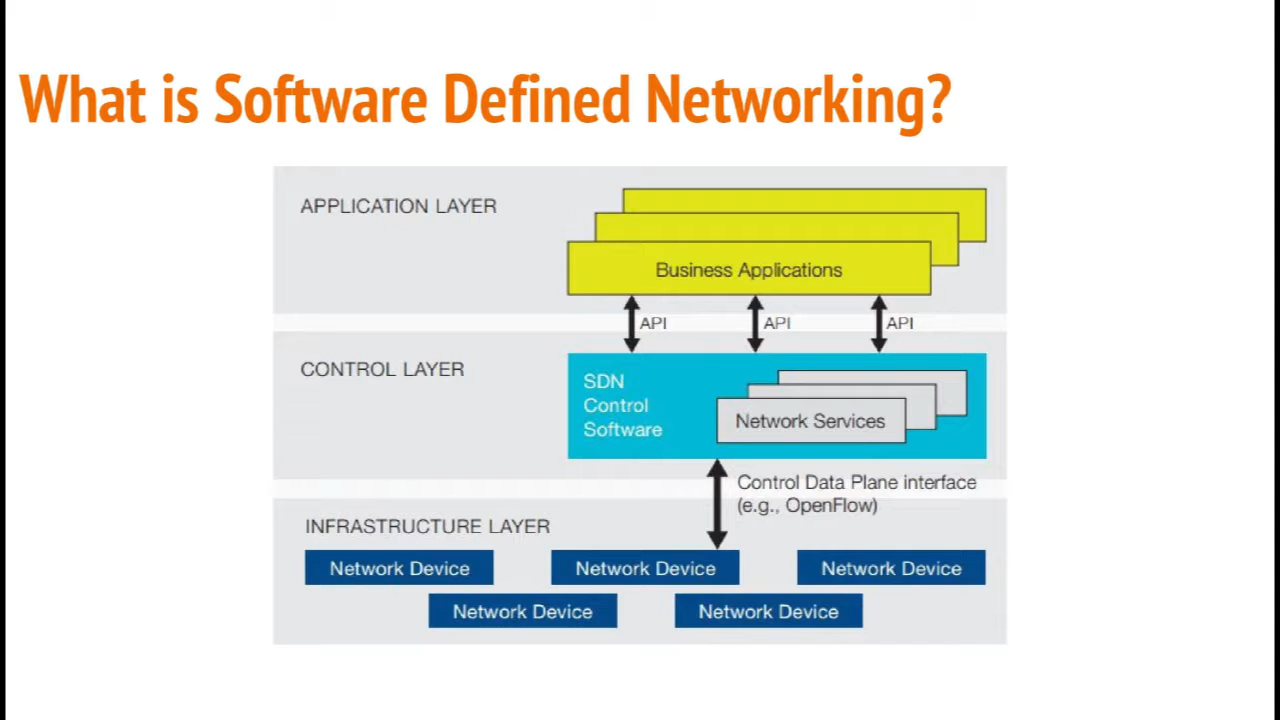 What is Software Defined Networking?
APPLICATION LAYER
Business Applications
API
API
API
CONTROL LAYER
SDN
Control
Software
Network Services
Control Data Plane interface
(e.g., OpenFlow)
INFRASTRUCTURE LAYER
Network Device
Network Device
Network Device
Network Device
Network Device